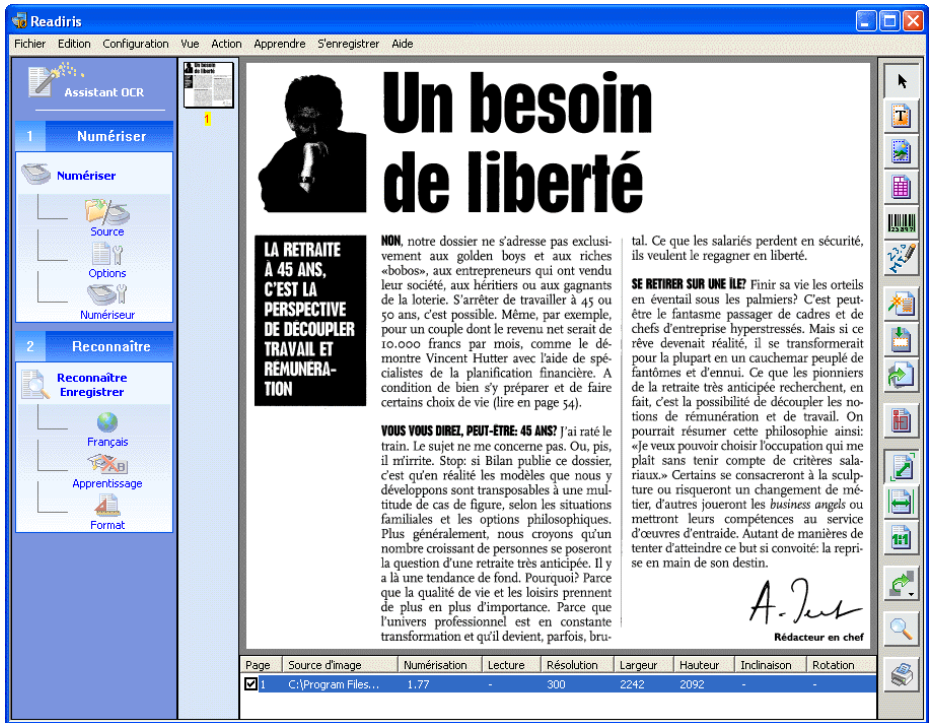 Readiris
Fichier Edition Configuration Vue Action Apprendre S'enregistrer Aide
Assistant OCR
1 Numériser
Numériser
Source
Options
Numériseur
2 Reconnaître
Reconnaître
Enregistrer
Français
Apprentissage
Format
1
Un besoin
de liberté
LA RETRAITE
À 45 ANS,
C'EST LA
PERSPECTIVE
DE DÉCOUPLER
TRAVAIL ET
RÉMUNÉRA-
TION
NON, notre dossier ne s'adresse pas exclusi-
vement aux golden boys et aux riches
«bobos», aux entrepreneurs qui ont vendu
leur société, aux héritiers ou aux gagnants
de la loterie. S'arrêter de travailler à 45 ou
50 ans, c'est possible. Même, par exemple,
pour un couple dont le revenu net serait de
10.000 francs par mois, comme le dé-
montre Vincent Hutter avec l'aide de spé-
cialistes de la planification financière. A
condition de bien s'y préparer et de faire
certains choix de vie (lire en page 54).
VOUS VOUS DIREZ, PEUT-ÊTRE: 45 ANS? J'ai raté le
train. Le sujet ne me concerne pas. Ou, pis,
il m'irrite. Stop: si Bilan publie ce dossier,
c'est qu'en réalité les modèles que nous y
développons sont transposables à une mul-
titude de cas de figure, selon les situations
familiales et les options philosophiques.
Plus généralement, nous croyons qu'un
nombre croissant de personnes se poseront
la question d'une retraite très anticipée. Il y
a là une tendance de fond. Pourquoi? Parce
que la qualité de vie et les loisirs prennent
de plus en plus d'importance. Parce que
l'univers professionnel est en constante
transformation et qu'il devient, parfois, bru-
tal. Ce que les salariés perdent en sécurité,
ils veulent le regagner en liberté.
SE RETIRER SUR UNE ÎLE? Finir sa vie les orteils
en éventail sous les palmiers? C'est peut-
être le fantasme passager de cadres et de
chefs d'entreprise hyperstressés. Mais si ce
rêve devenait réalité, il se transformerait
pour la plupart en un cauchemar peuplé de
fantômes et d'ennui. Ce que les pionniers
de la retraite très anticipée recherchent, en
fait, c'est la possibilité de découpler les no-
tions de rémunération et de travail. On
pourrait résumer cette philosophie ainsi:
«Je veux pouvoir choisir l'occupation qui me
plaît sans tenir compte de critères sala-
riaux.» Certains se consacreront à la sculp-
ture ou risqueront un changement de mé-
tier, d'autres joueront les business angels ou
mettront leurs compétences au service
d'œuvres d'entraide. Autant de manières de
tenter d'atteindre ce but si convoité: la repri-
se en main de son destin.
Rédacteur en chef
Page Source d'image Numérisation Lecture Résolution Largeur Hauteur Inclinaison Rotation
1 C:\Program Files... 1.77 - 300 2242 2092 - -